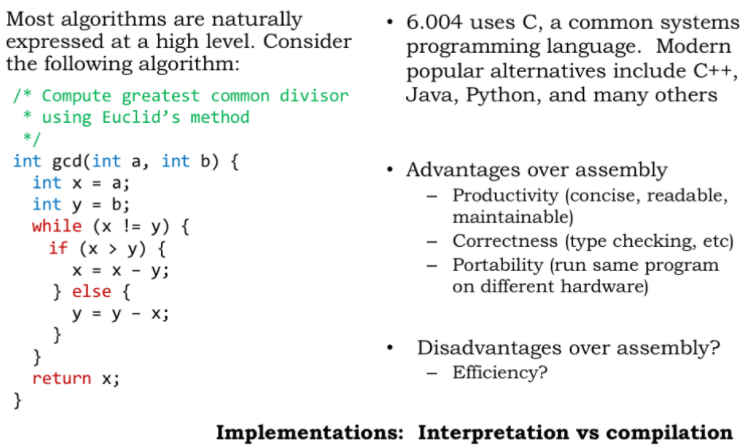 Most algorithms are naturally
expressed at a high level. Consider
the following algorithm:
/* Compute greatest common divisor
 * using Euclid’s method
 */
int gcd(int a, int b) {
  int x = a;
  int y = b;
  while (x != y) {
    if (x > y) {
      x = x - y;
    } else {
      y = y - x;
    }
  }
  return x;
}
• 6.004 uses C, a common systems
programming language.  Modern
popular alternatives include C++,
Java, Python, and many others
• Advantages over assembly
– Productivity (concise, readable,
maintainable)
– Correctness (type checking, etc)
– Portability (run same program
on different hardware)
• Disadvantages over assembly?
– Efficiency?
Implementations:  Interpretation vs compilation